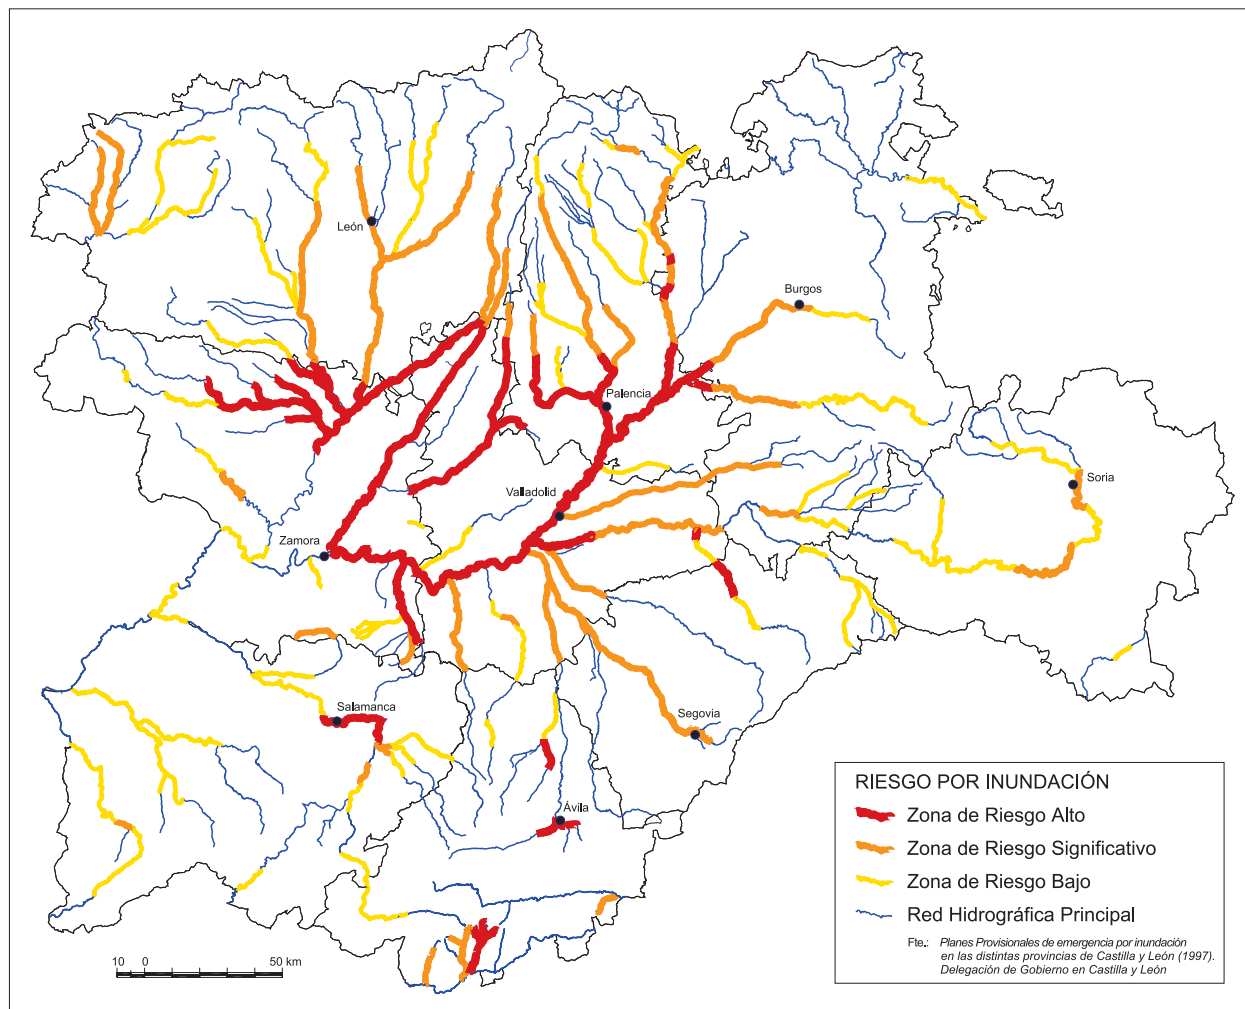 León
Burgos
Palencia
Soria
Valladolid
Zamora
Salamanca
Segovia
Ávila
RIESGO POR INUNDACIÓN
Zona de Riesgo Alto
Zona de Riesgo Significativo
Zona de Riesgo Bajo
Red Hidrográfica Principal
Fte.: Planes Provisionales de emergencia por inundación
en las distintas provincias de Castilla y León (1997).
Delegación de Gobierno en Castilla y León
10 0 50 km